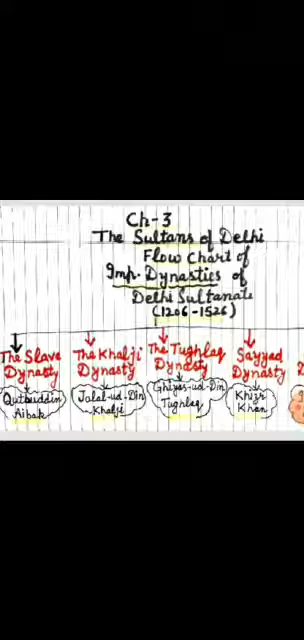 Ch-3
The Sultans of Delhi
Flow Chart of
Imp. Dynasties of
Delhi Sultanate
(1206-1526)
The Slave Dynasty
The Khalji Dynasty
The Tughlaq Dynasty
Sayyad Dynasty
Qutbuddin Aibak
Jalal-ud-Din Khalji
Ghiyas-ud-Din Tughlaq
Khizr Khan